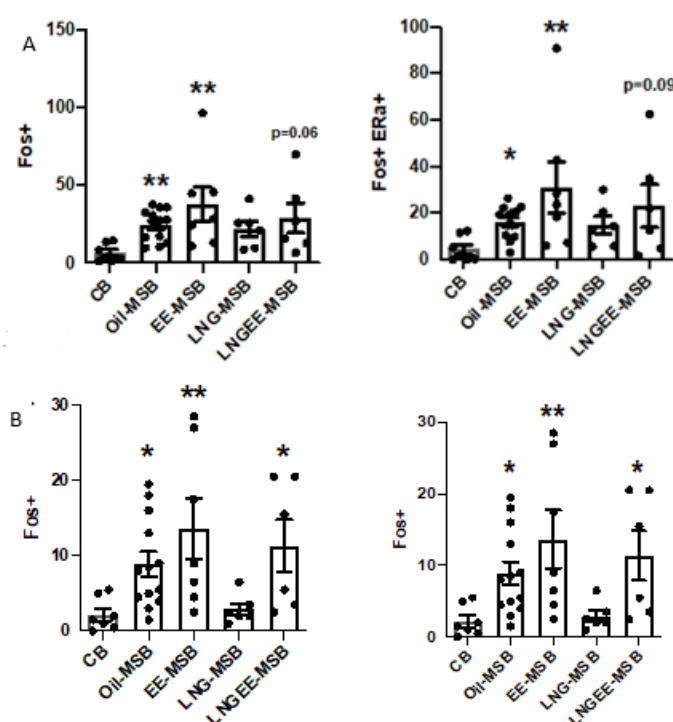 A
Fos+
150
100
50
0
**
**
p=0.06
CB
Oil-MSB
EE-MSB
LNG-MSB
LNGEE-MSB
Fos+ ERa+
100
80
60
40
20
0
*
**
p=0.09
CB
Oil-MSB
EE-MSB
LNG-MSB
LNGEE-MSB
B
Fos+
30
20
10
0
*
**
*
CB
Oil-MSB
EE-MSB
LNG-MSB
LNGEE-MSB
Fos+
30
20
10
0
*
**
*
CB
Oil-MSB
EE-MSB
LNG-MSB
LNGEE-MSB